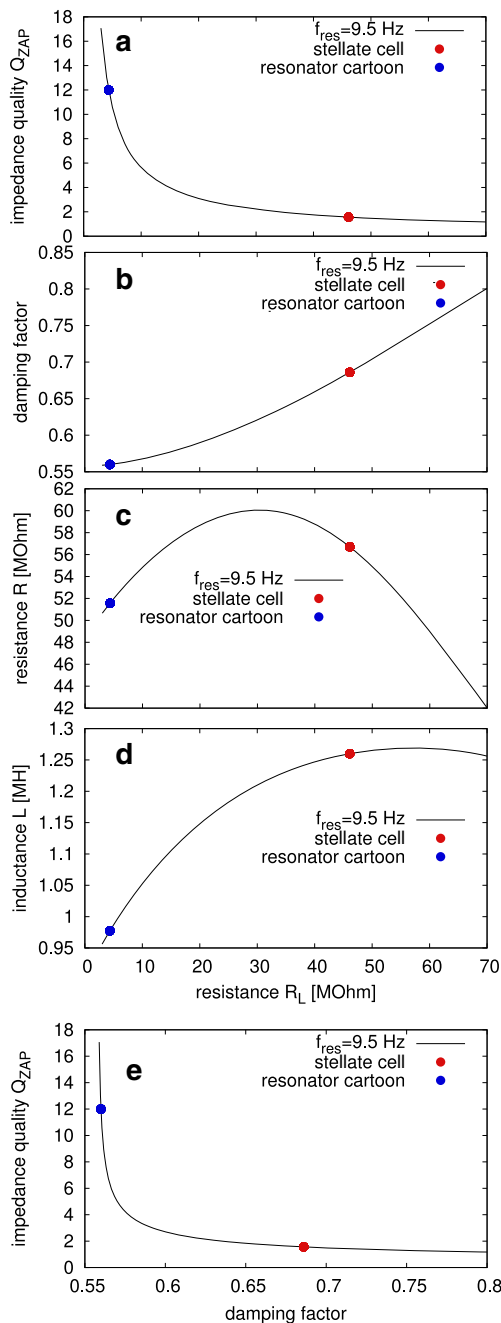 18
16
14
12
10
8
6
4
2
0
impedance quality Q_ZAP
a
f_res=9.5 Hz
stellate cell
resonator cartoon
0.8
0.75
0.7
0.65
0.6
0.55
damping factor
b
f_res=9.5 Hz
stellate cell
resonator cartoon
60
62
58
56
54
52
50
48
46
44
42
resistance R [MOhm]
c
f_res=9.5 Hz
stellate cell
resonator cartoon
1.3
1.25
1.2
1.15
1.1
1.05
1
0.95
inductance L [MH]
d
f_res=9.5 Hz
stellate cell
resonator cartoon
0 10 20 30 40 50 60 70
resistance R_L [MOhm]
18
16
14
12
10
8
6
4
2
0
impedance quality Q_ZAP
e
f_res=9.5 Hz
stellate cell
resonator cartoon
0.55 0.6 0.65 0.7 0.75 0.8
damping factor